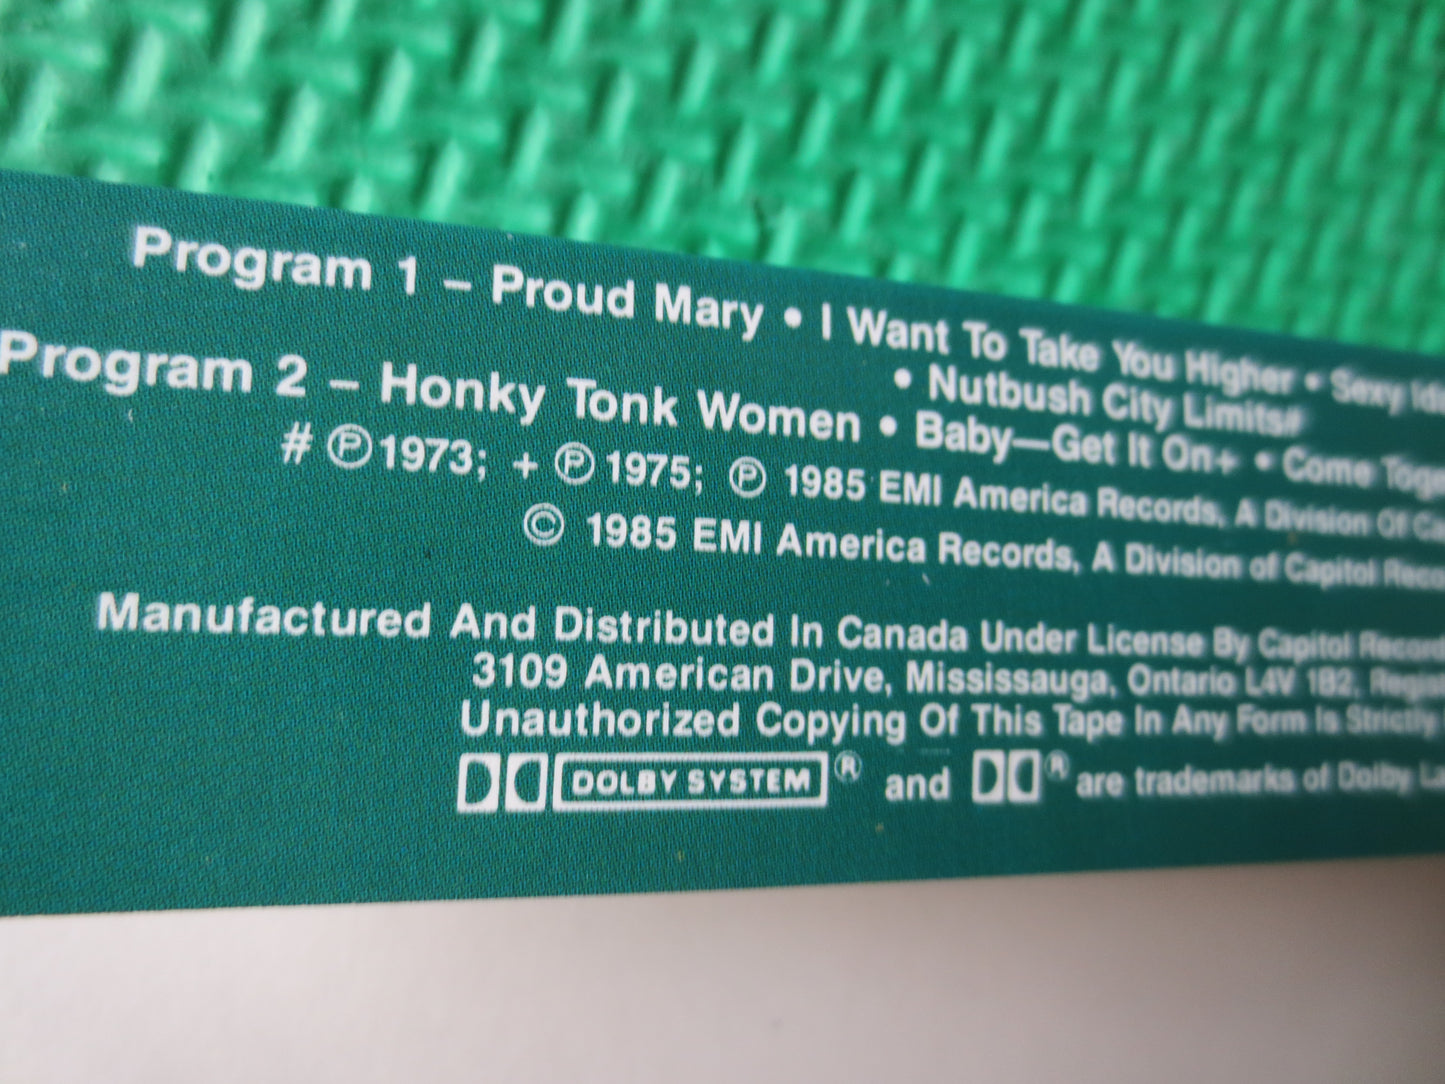 Program 1 – Proud Mary • I Want To Take You Higher • Sexy
• Nutbush City Limits#
Program 2 – Honky Tonk Women • Baby—Get It On+ • Come
# ℗ 1973; + ℗ 1975; ℗ 1985 EMI America Records, A Division Of
© 1985 EMI America Records, A Division of Capitol
Manufactured And Distributed In Canada Under License By Capitol
3109 American Drive, Mississauga, Ontario L4V 1B2,
Unauthorized Copying Of This Tape In Any Form Is Strictly
DOLBY SYSTEM ® and ® are trademarks of Dolby